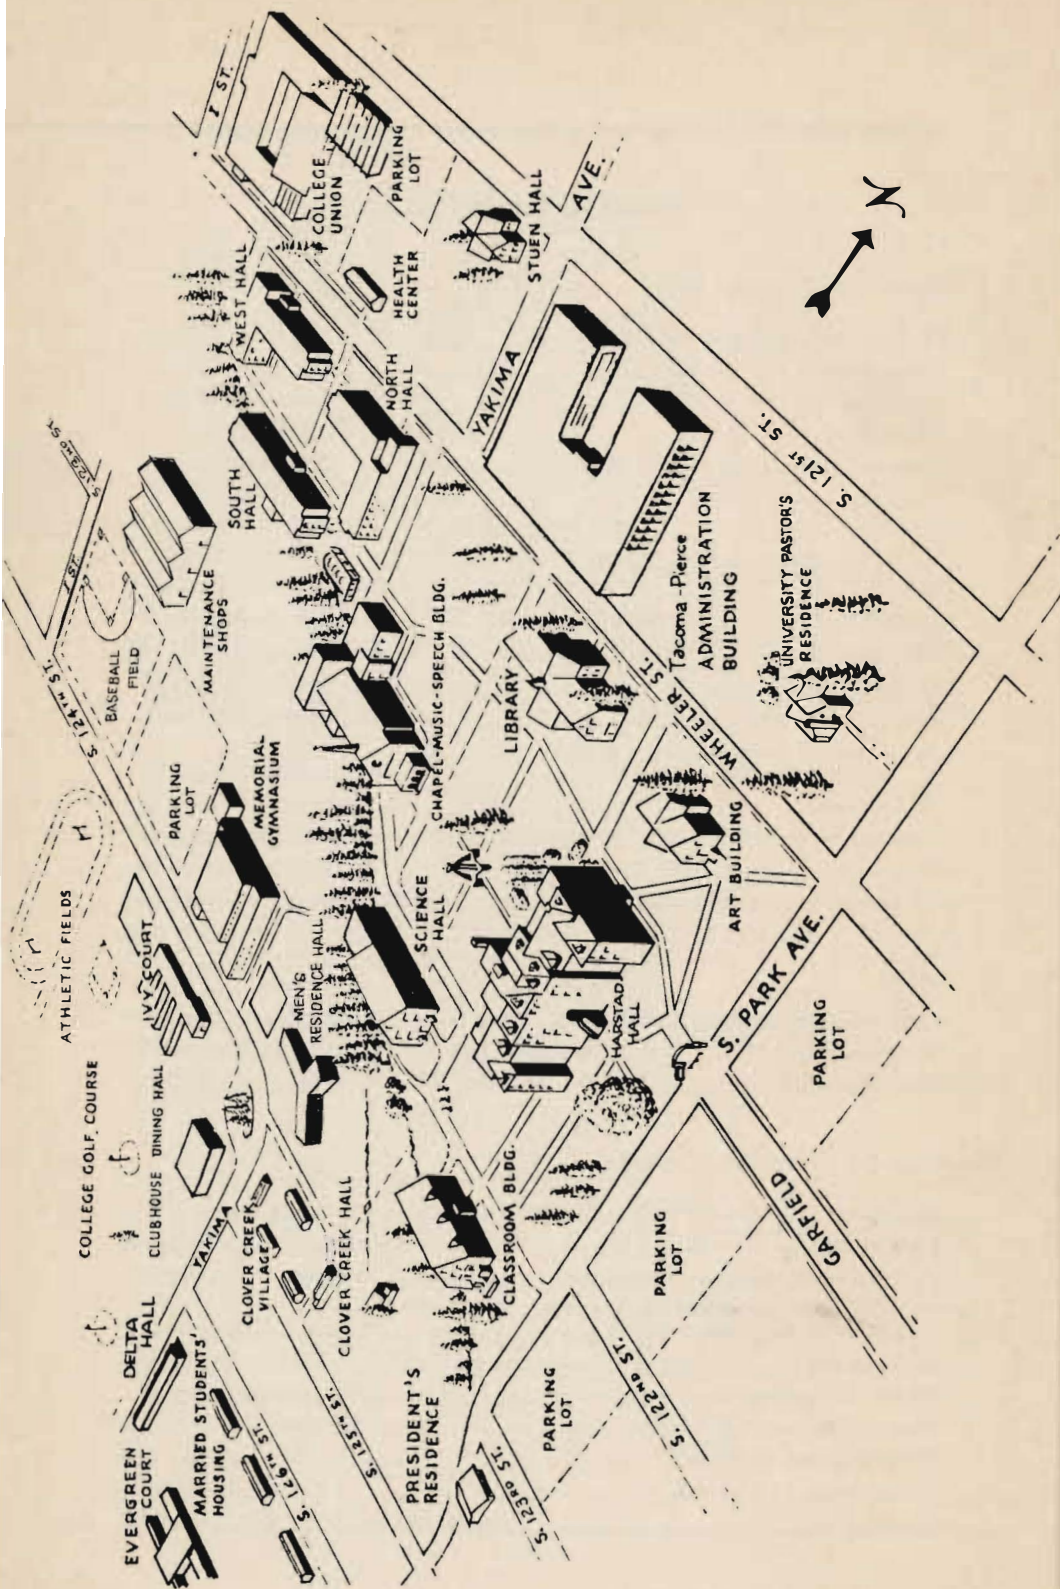 EVERGREEN
COURT
MARRIED STUDENTS'
HOUSING
S. 126TH ST.
DELTA
HALL
YAKIMA
COLLEGE GOLF COURSE
CLUBHOUSE DINING HALL
CLOVER CREEK
VILLAGE
S. 125TH ST.
CLOVER CREEK HALL
PRESIDENT'S
RESIDENCE
S. 123RD ST.
ATHLETIC FIELDS
IVY COURT
MEN'S
RESIDENCE HALL
MEMORIAL
GYMNASIUM
PARKING
LOT
BASEBALL
FIELD
S 124TH ST.
I ST.
S. 123RD ST.
MAINTENANCE
SHOPS
SOUTH
HALL
WEST HALL
I ST.
COLLEGE
UNION
PARKING
LOT
HEALTH
CENTER
NORTH
HALL
STUEN HALL
AVE.
YAKIMA
CHAPEL-MUSIC-SPEECH BLDG.
SCIENCE
HALL
LIBRARY
WHEELER ST.
Tacoma-Pierce
ADMINISTRATION
BUILDING
S. 121ST ST.
UNIVERSITY PASTOR'S
RESIDENCE
ART BUILDING
HARSTAD
HALL
CLASSROOM BLDG.
S. PARK AVE.
PARKING
LOT
GARFIELD
PARKING
LOT
S. 122ND ST.
PARKING
LOT
N